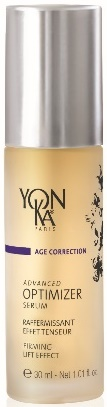 YON
KA
PARIS
AGE CORRECTION
ADVANCED
OPTIMIZER
SERUM
RAFFERMISSANT
EFFET TENSEUR
FIRMING
LIFT EFFECT
e 30 ml - Net 1.01 fl.oz